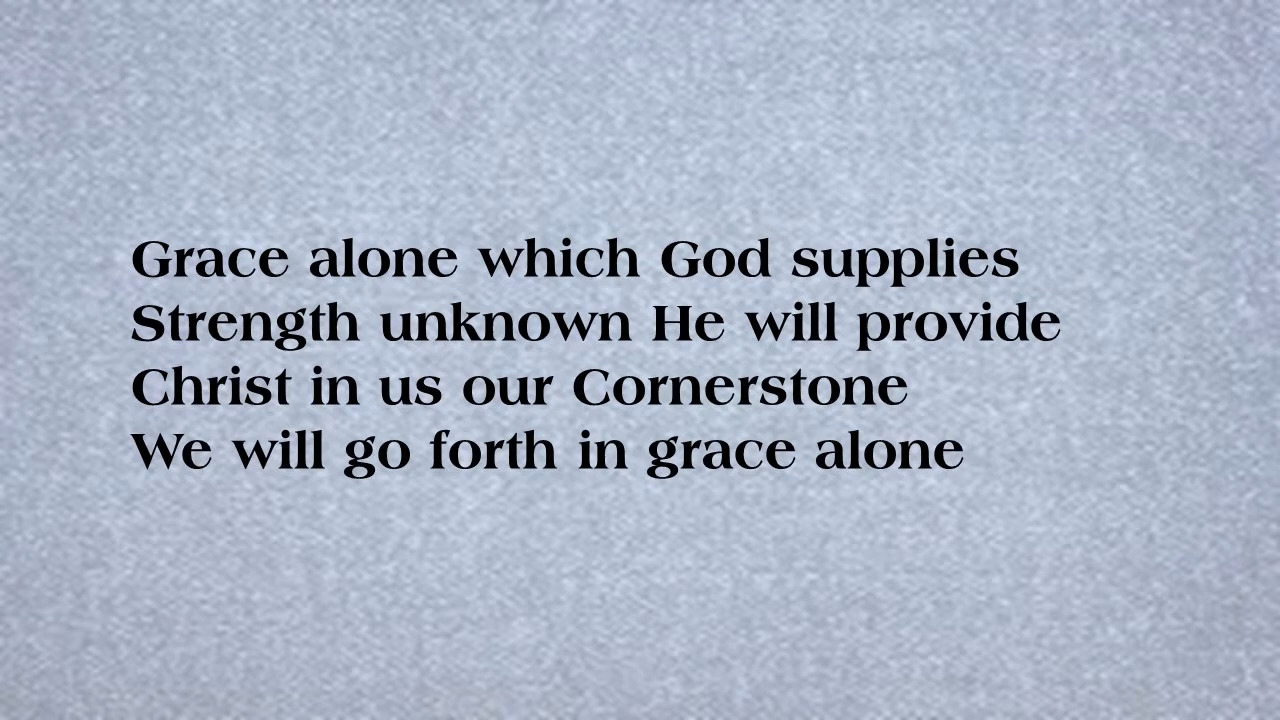 Grace alone which God supplies
Strength unknown He will provide
Christ in us our Cornerstone
We will go forth in grace alone